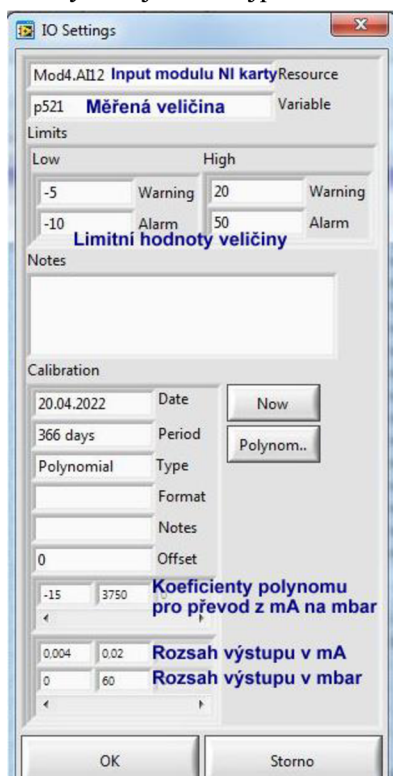 IO Settings
Mod4.AI12 Input modulu NI karty Resource
p521 Měřená veličina Variable
Limits
Low High
-5 Warning 20 Warning
-10 Alarm 50 Alarm
Limitní hodnoty veličiny
Notes
Calibration
20.04.2022 Date Now
366 days Period Polynom..
Polynomial Type
Format
Notes
0 Offset
-15 3750 Koeficienty polynomu
pro převod z mA na mbar
0,004 0,02 Rozsah výstupu v mA
0 60 Rozsah výstupu v mbar
OK Storno